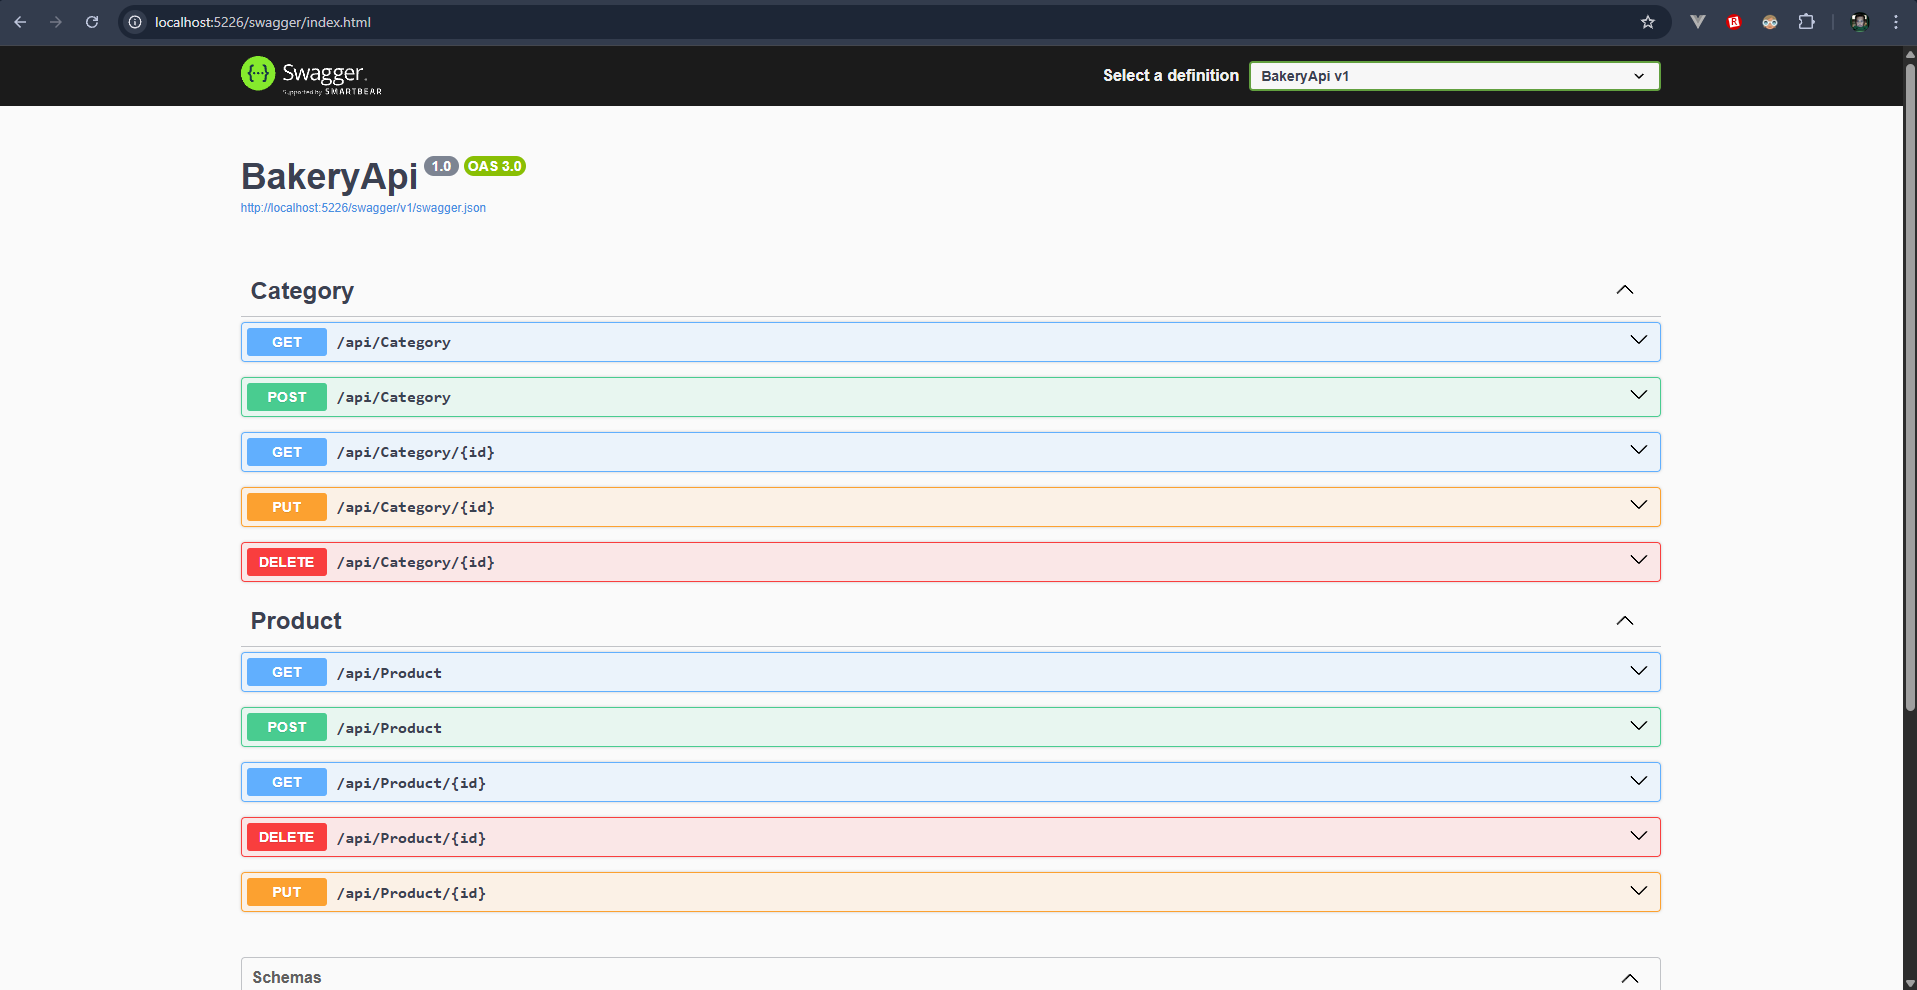 localhost:5226/swagger/index.html
Swagger.
Supported by SMARTBEAR
Select a definition
BakeryApi v1
BakeryApi 1.0 OAS 3.0
http://localhost:5226/swagger/v1/swagger.json
Category
GET /api/Category
POST /api/Category
GET /api/Category/{id}
PUT /api/Category/{id}
DELETE /api/Category/{id}
Product
GET /api/Product
POST /api/Product
GET /api/Product/{id}
DELETE /api/Product/{id}
PUT /api/Product/{id}
Schemas